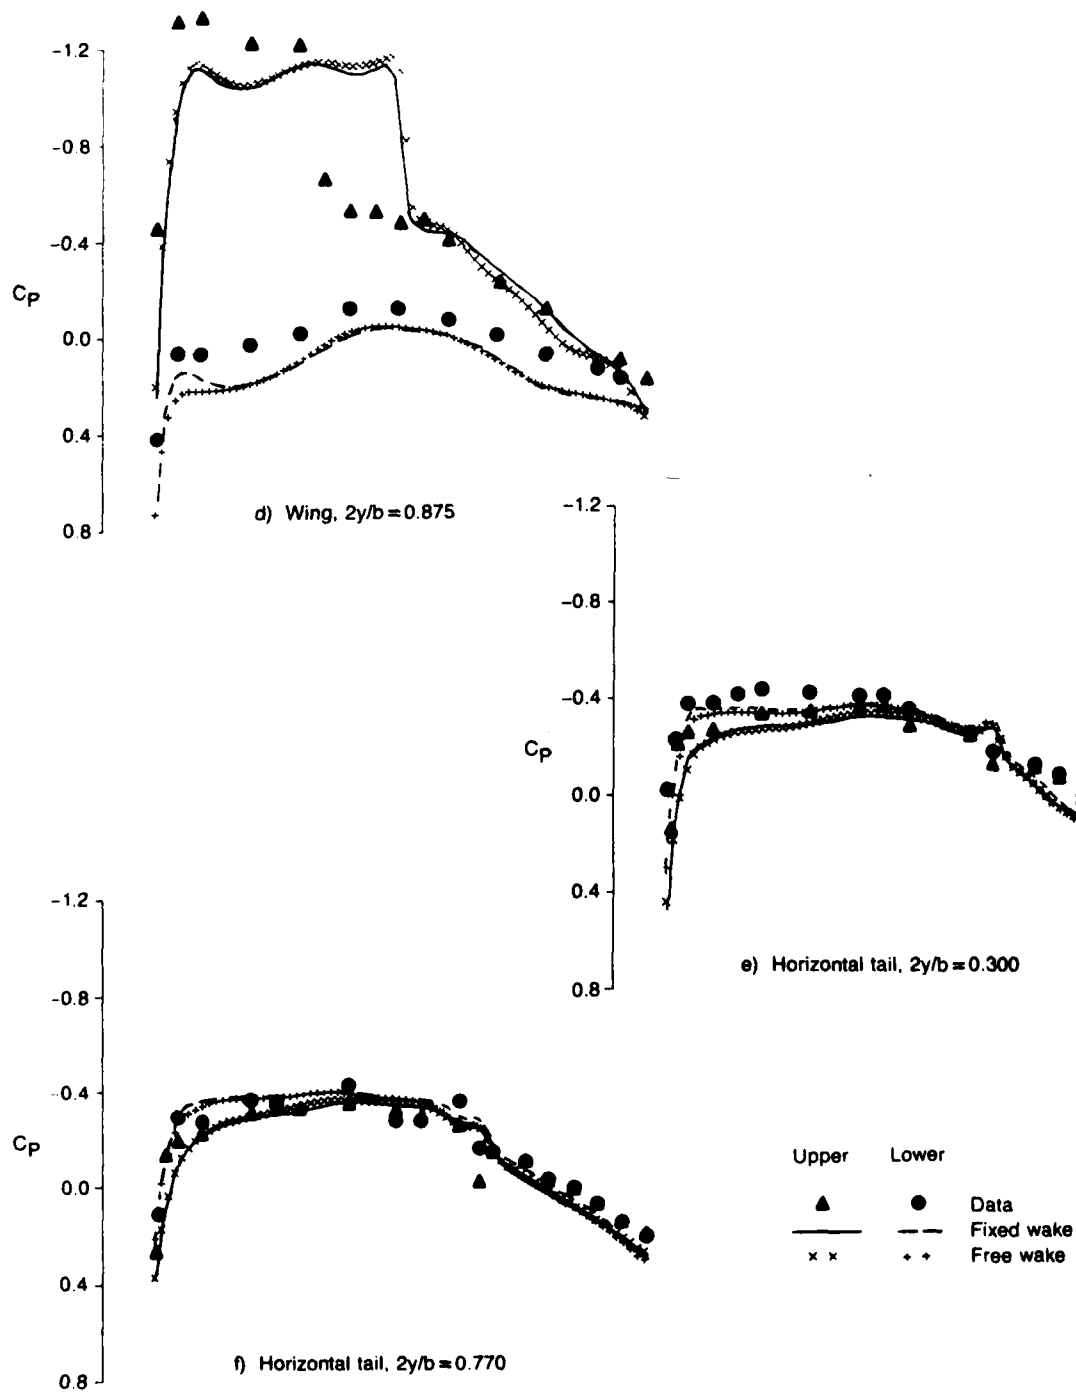 -1.2
-0.8
-0.4
CP
0.0
0.4
0.8
d) Wing, 2y/b=0.875
-1.2
-0.8
-0.4
CP
0.0
0.4
0.8
e) Horizontal tail, 2y/b=0.300
-1.2
-0.8
-0.4
CP
0.0
0.4
0.8
f) Horizontal tail, 2y/b=0.770
Upper Lower
Data
Fixed wake
Free wake